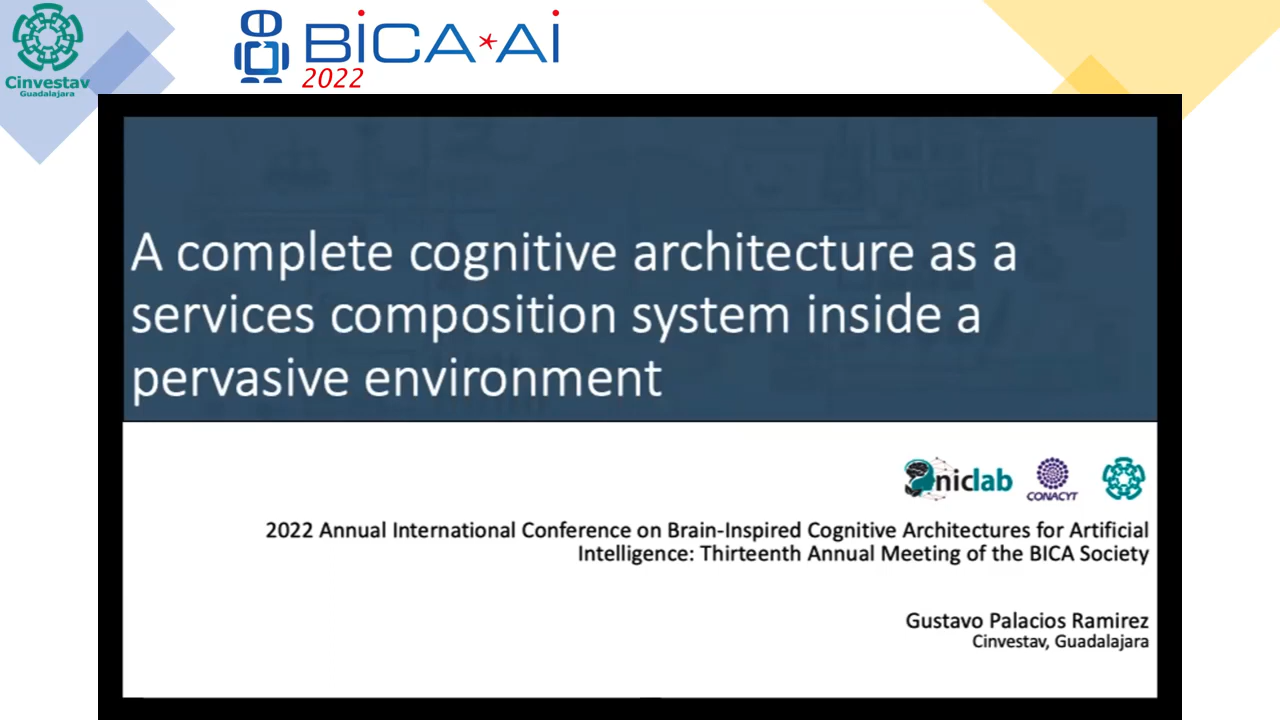 Cinvestav
Guadalajara
BiCA*Ai
2022
A complete cognitive architecture as a
services composition system inside a
pervasive environment
niclab
CONACYT
2022 Annual International Conference on Brain-Inspired Cognitive Architectures for Artificial
Intelligence: Thirteenth Annual Meeting of the BICA Society
Gustavo Palacios Ramirez
Cinvestav, Guadalajara